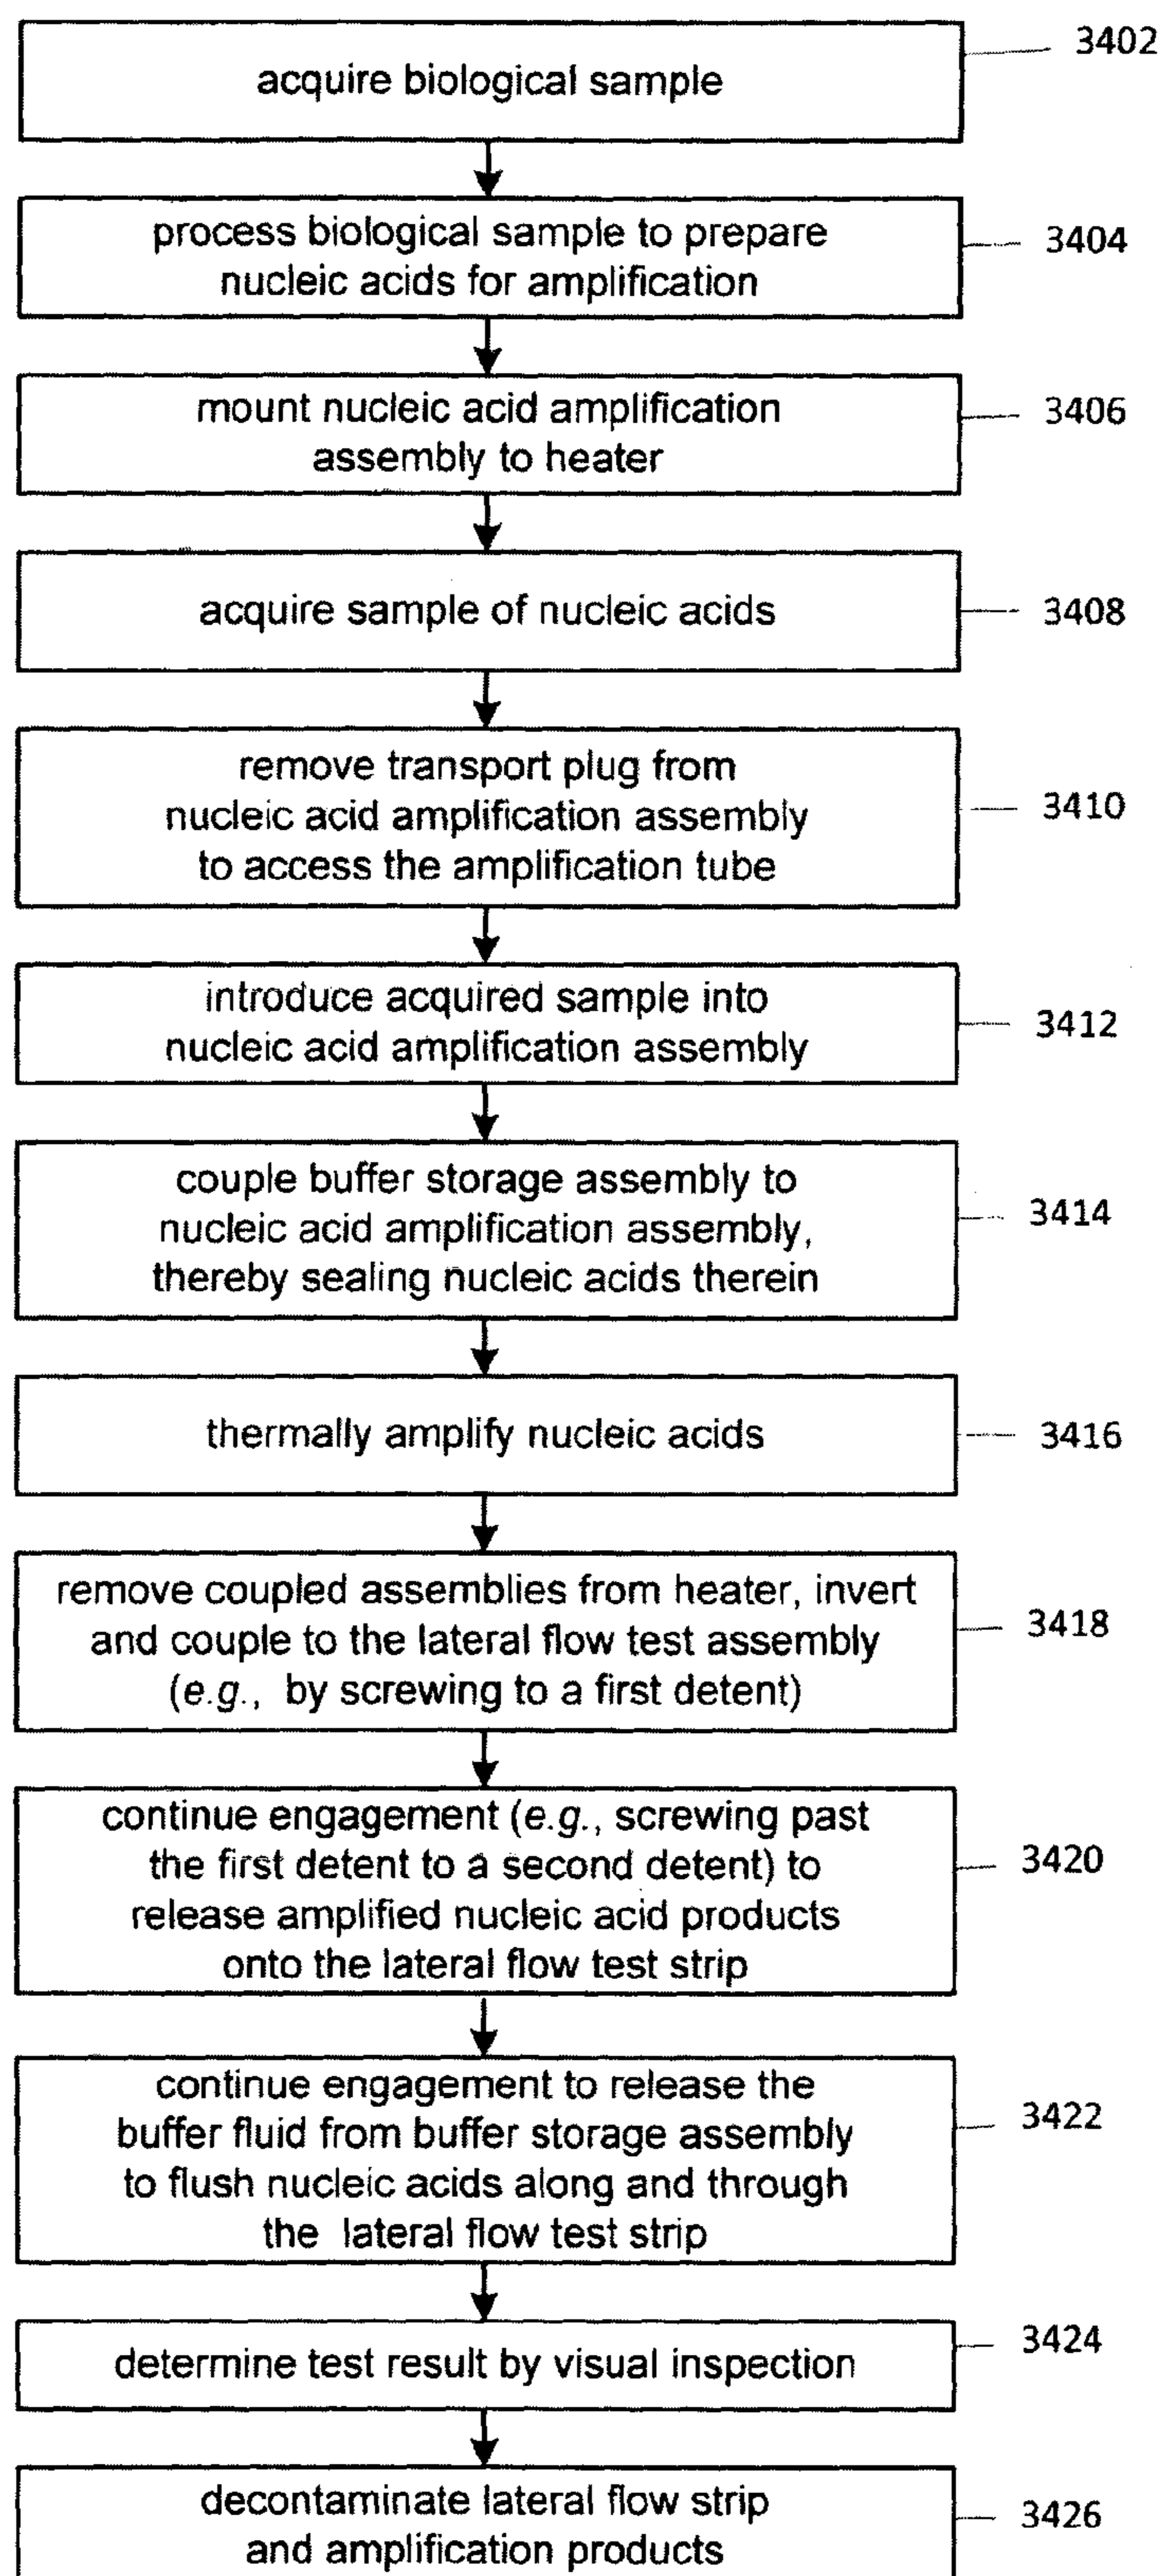 acquire biological sample
3402
process biological sample to prepare
nucleic acids for amplification
3404
mount nucleic acid amplification
assembly to heater
3406
acquire sample of nucleic acids
3408
remove transport plug from
nucleic acid amplification assembly
to access the amplification tube
3410
introduce acquired sample into
nucleic acid amplification assembly
3412
couple buffer storage assembly to
nucleic acid amplification assembly,
thereby sealing nucleic acids therein
3414
thermally amplify nucleic acids
3416
remove coupled assemblies from heater, invert
and couple to the lateral flow test assembly
(e.g., by screwing to a first detent)
3418
continue engagement (e.g., screwing past
the first detent to a second detent) to
release amplified nucleic acid products
onto the lateral flow test strip
3420
continue engagement to release the
buffer fluid from buffer storage assembly
to flush nucleic acids along and through
the lateral flow test strip
3422
determine test result by visual inspection
3424
decontaminate lateral flow strip
and amplification products
3426